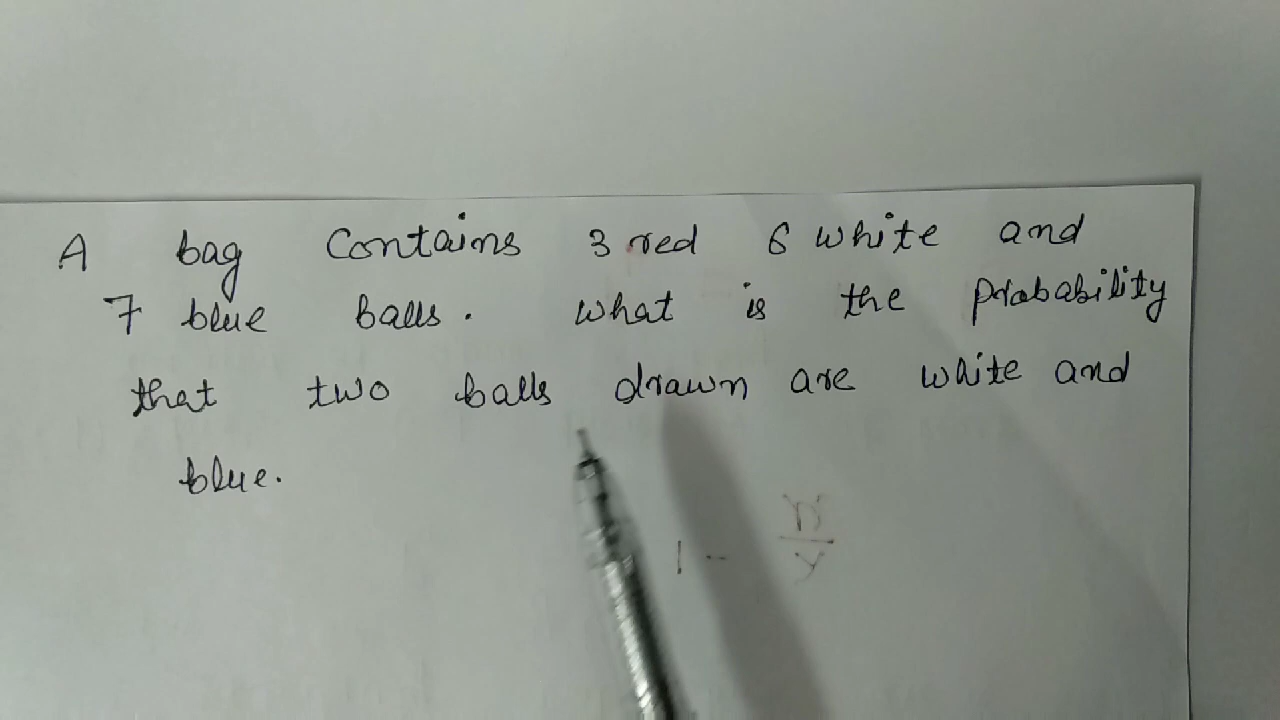 A bag Contains 3 red 6 white and
7 blue balls. What is the probability
that two balls drawn are white and
blue.
1 -
y